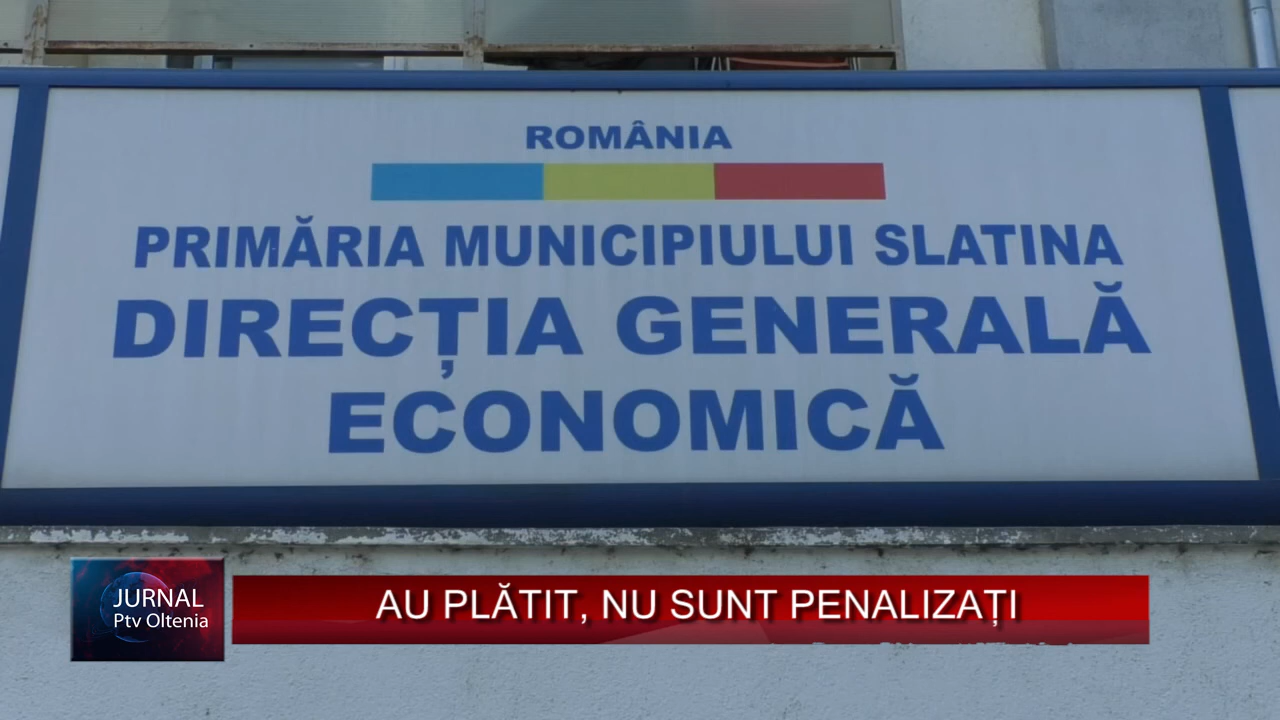 ROMÂNIA
PRIMĂRIA MUNICIPIULUI SLATINA
DIRECȚIA GENERALĂ
ECONOMICĂ
JURNAL
Ptv Oltenia
AU PLĂTIT, NU SUNT PENALIZAȚI